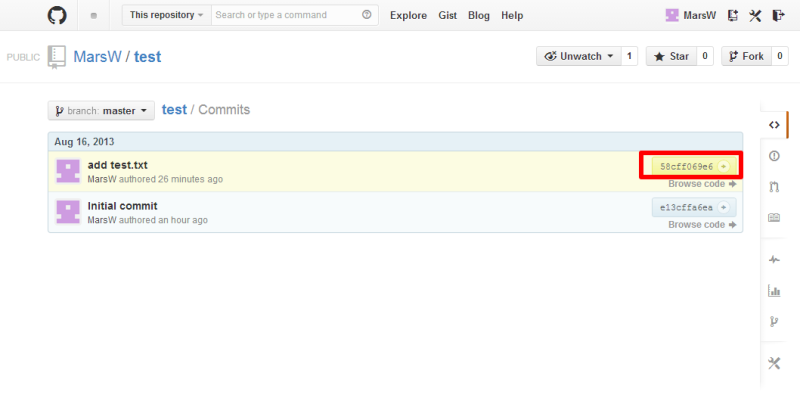 This repository
Search or type a command
Explore Gist Blog Help
MarsW
PUBLIC MarsW / test
Unwatch 1
Star 0
Fork 0
branch: master
test / Commits
Aug 16, 2013
add test.txt
MarsW authored 26 minutes ago
58cff069e6
Browse code
Initial commit
MarsW authored an hour ago
e13cffa6ea
Browse code